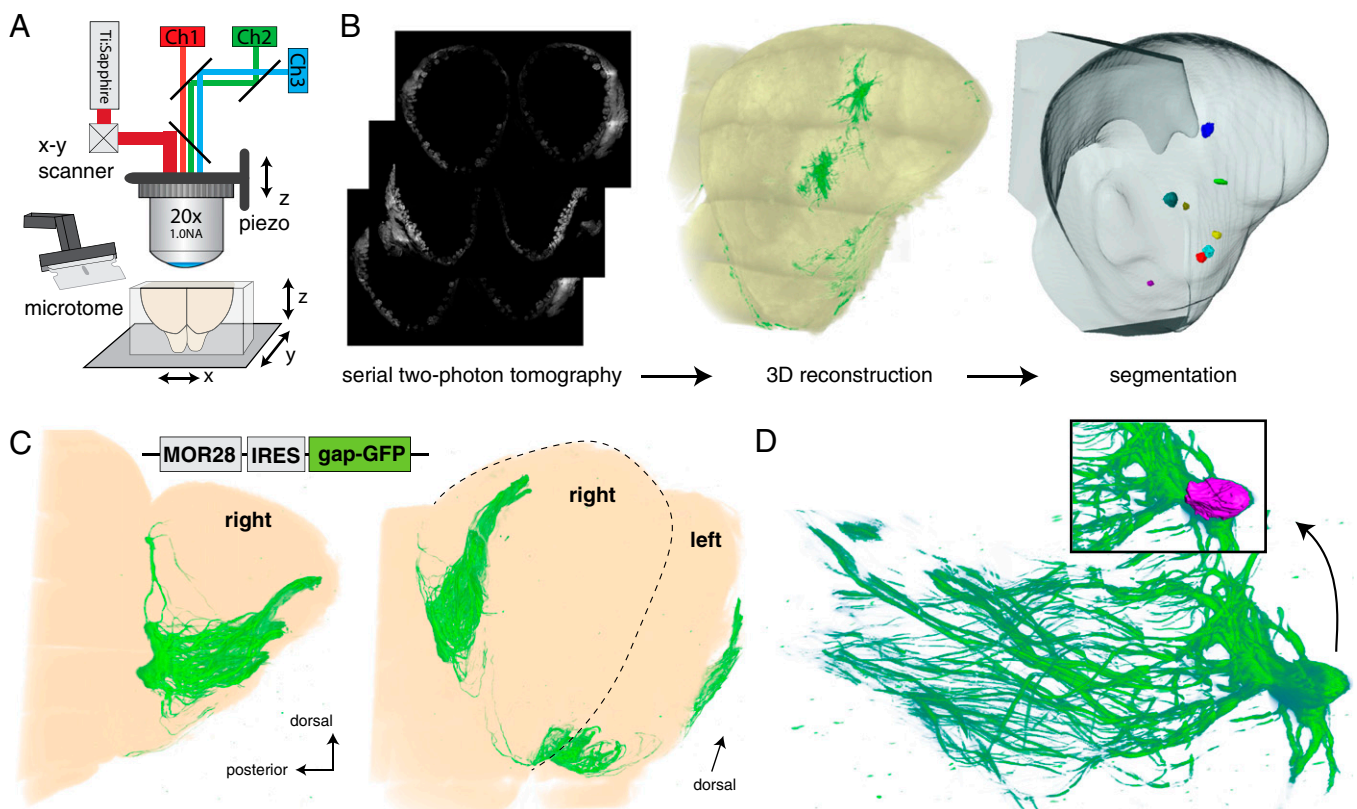 A
Ti:Sapphire
Ch1
Ch2
Ch3
x-y
scanner
z
piezo
20x
1.0NA
microtome
z
y
x
B
serial two-photon tomography
3D reconstruction
segmentation
C
MOR28
IRES
gap-GFP
right
dorsal
posterior
right
left
dorsal
D